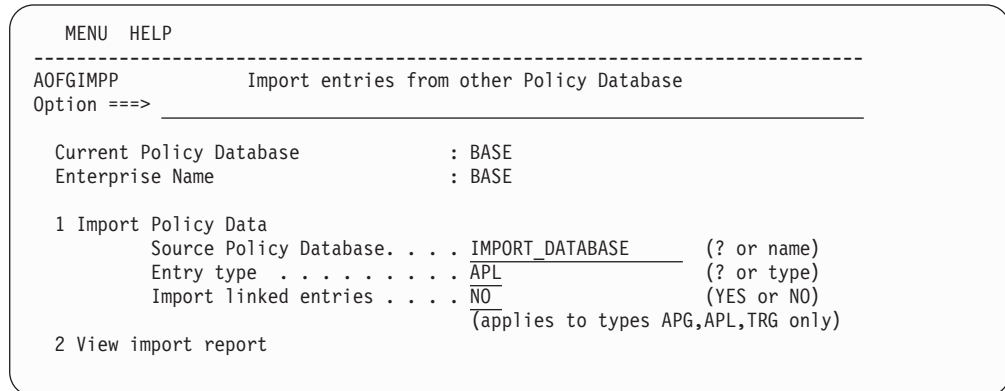 MENU HELP
--------------------------------------------------------------------------
AOFGIMPP Import entries from other Policy Database
Option ===>
Current Policy Database : BASE
Enterprise Name : BASE
1 Import Policy Data
Source Policy Database. . . . IMPORT_DATABASE (? or name)
Entry type . . . . . . . . . APL (? or type)
Import linked entries . . . . NO (YES or NO)
(applies to types APG,APL,TRG only)
2 View import report